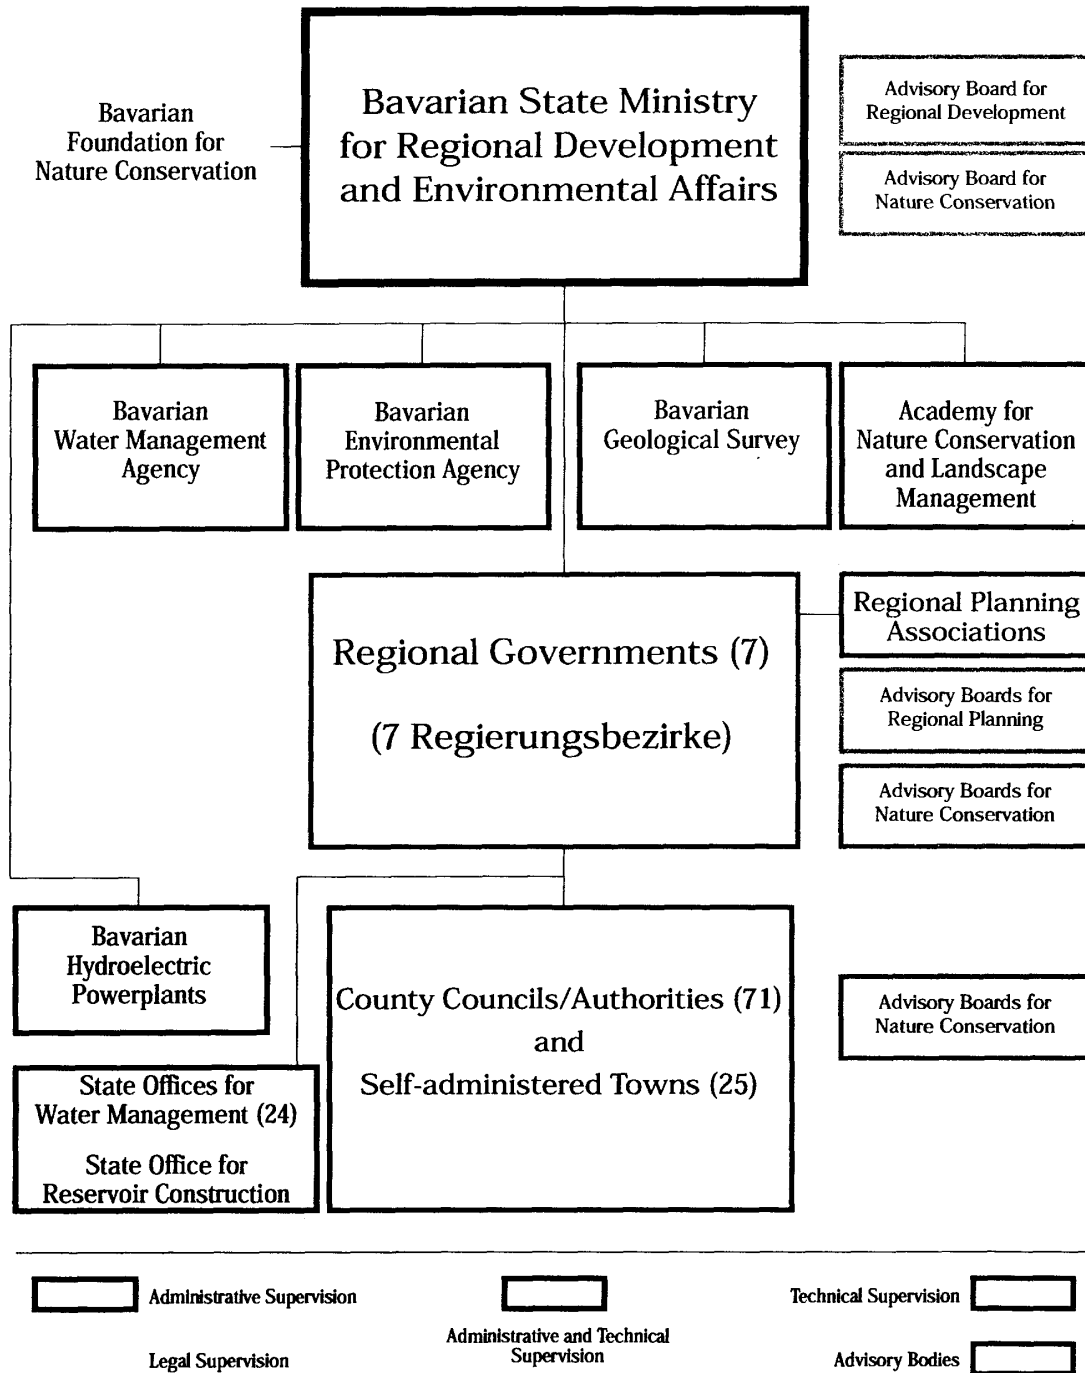 Bavarian State Ministry
for Regional Development
and Environmental Affairs
Bavarian
Foundation for
Nature Conservation
Advisory Board for
Regional Development
Advisory Board for
Nature Conservation
Bavarian
Water Management
Agency
Bavarian
Environmental
Protection Agency
Bavarian
Geological Survey
Academy for
Nature Conservation
and Landscape
Management
Regional Governments (7)
(7 Regierungsbezirke)
Regional Planning
Associations
Advisory Boards for
Regional Planning
Advisory Boards for
Nature Conservation
Bavarian
Hydroelectric
Powerplants
County Councils/Authorities (71)
and
Self-administered Towns (25)
Advisory Boards for
Nature Conservation
State Offices for
Water Management (24)
State Office for
Reservoir Construction
Administrative Supervision
Administrative and Technical
Supervision
Technical Supervision
Legal Supervision
Advisory Bodies